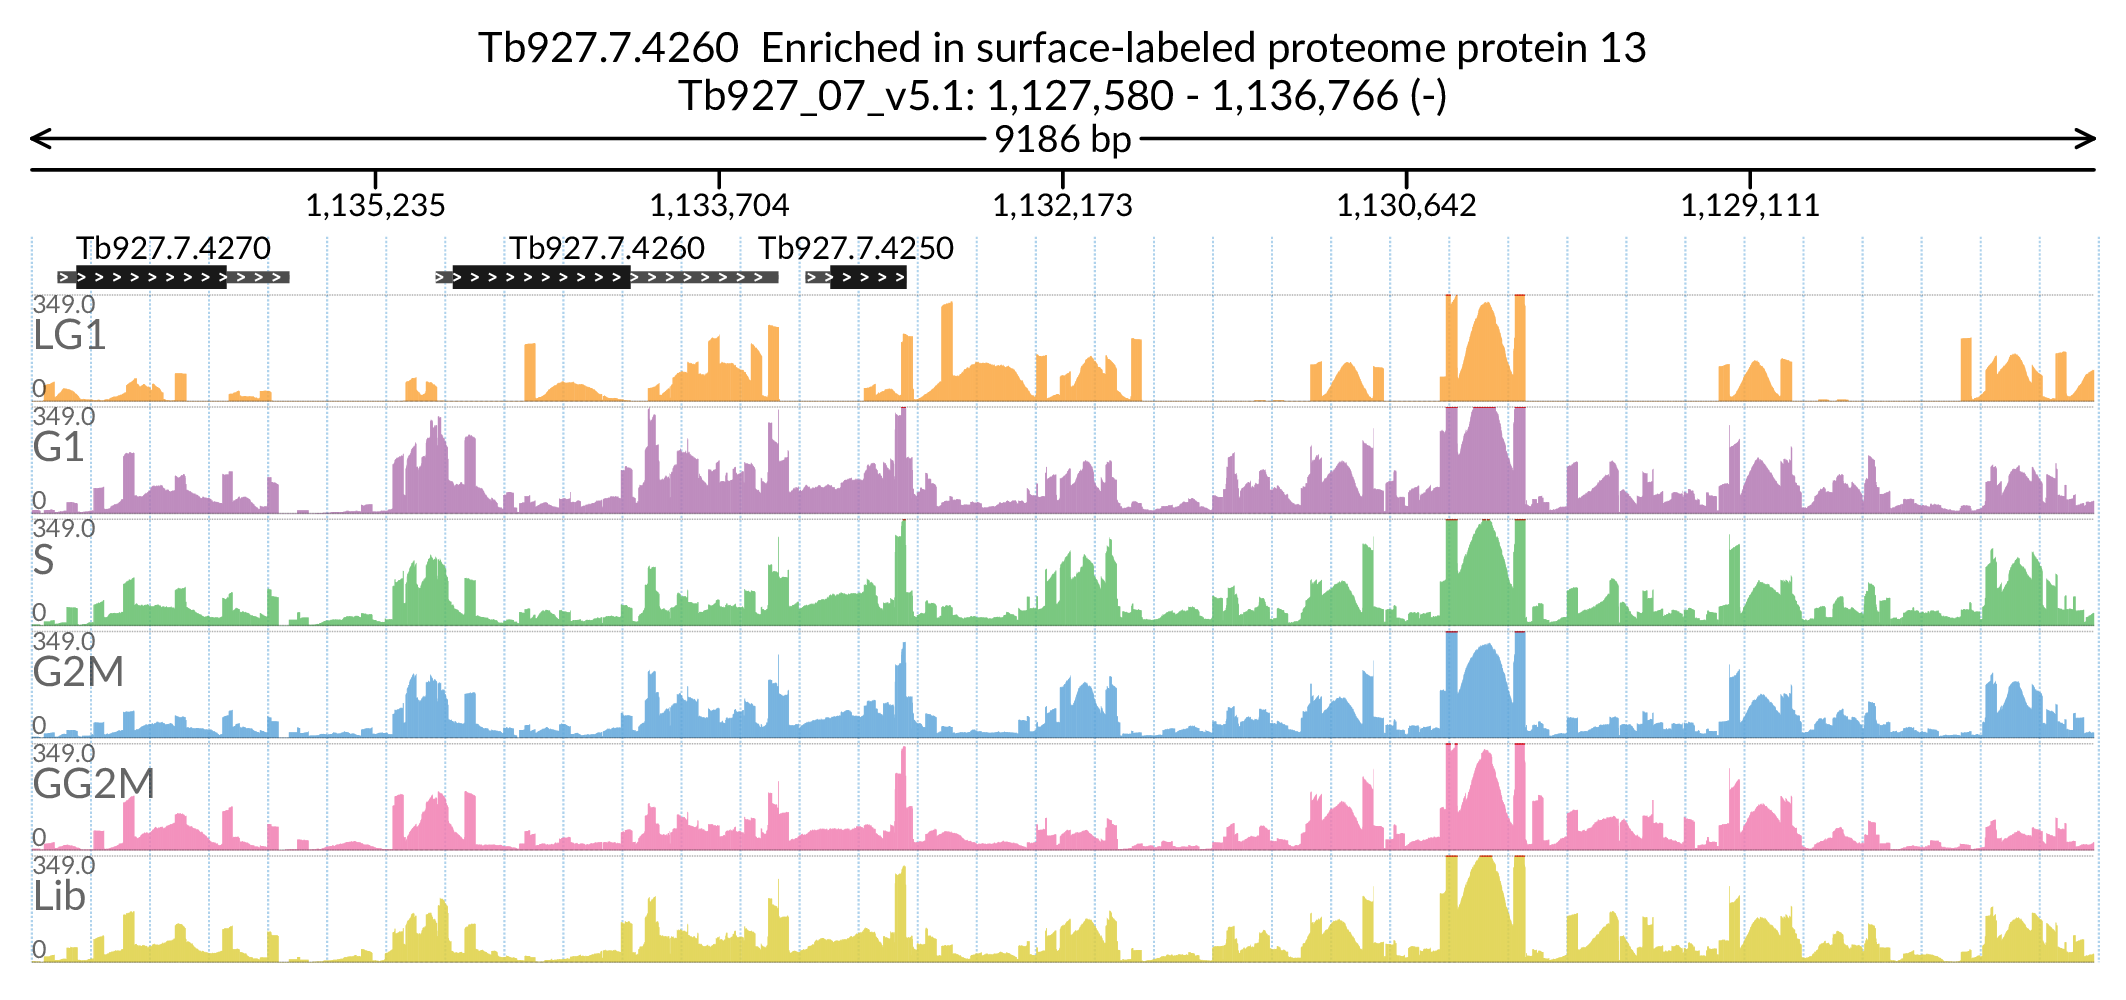 Tb927.7.4260  Enriched in surface-labeled proteome protein 13
Tb927_07_v5.1: 1,127,580 - 1,136,766 (-)
9186 bp
1,135,235 1,133,704 1,132,173 1,130,642 1,129,111
Tb927.7.4270 Tb927.7.4260 Tb927.7.4250
349.0
LG1
0
349.0
G1
0
349.0
S
0
349.0
G2M
0
349.0
GG2M
0
349.0
Lib
0